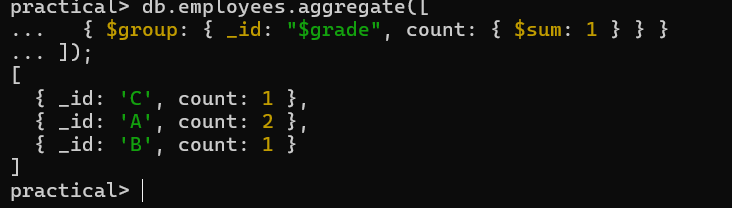 practical> db.employees.aggregate([
...   { $group: { _id: "$grade", count: { $sum: 1 } } }
... ]);
[
  { _id: 'C', count: 1 },
  { _id: 'A', count: 2 },
  { _id: 'B', count: 1 }
]
practical>